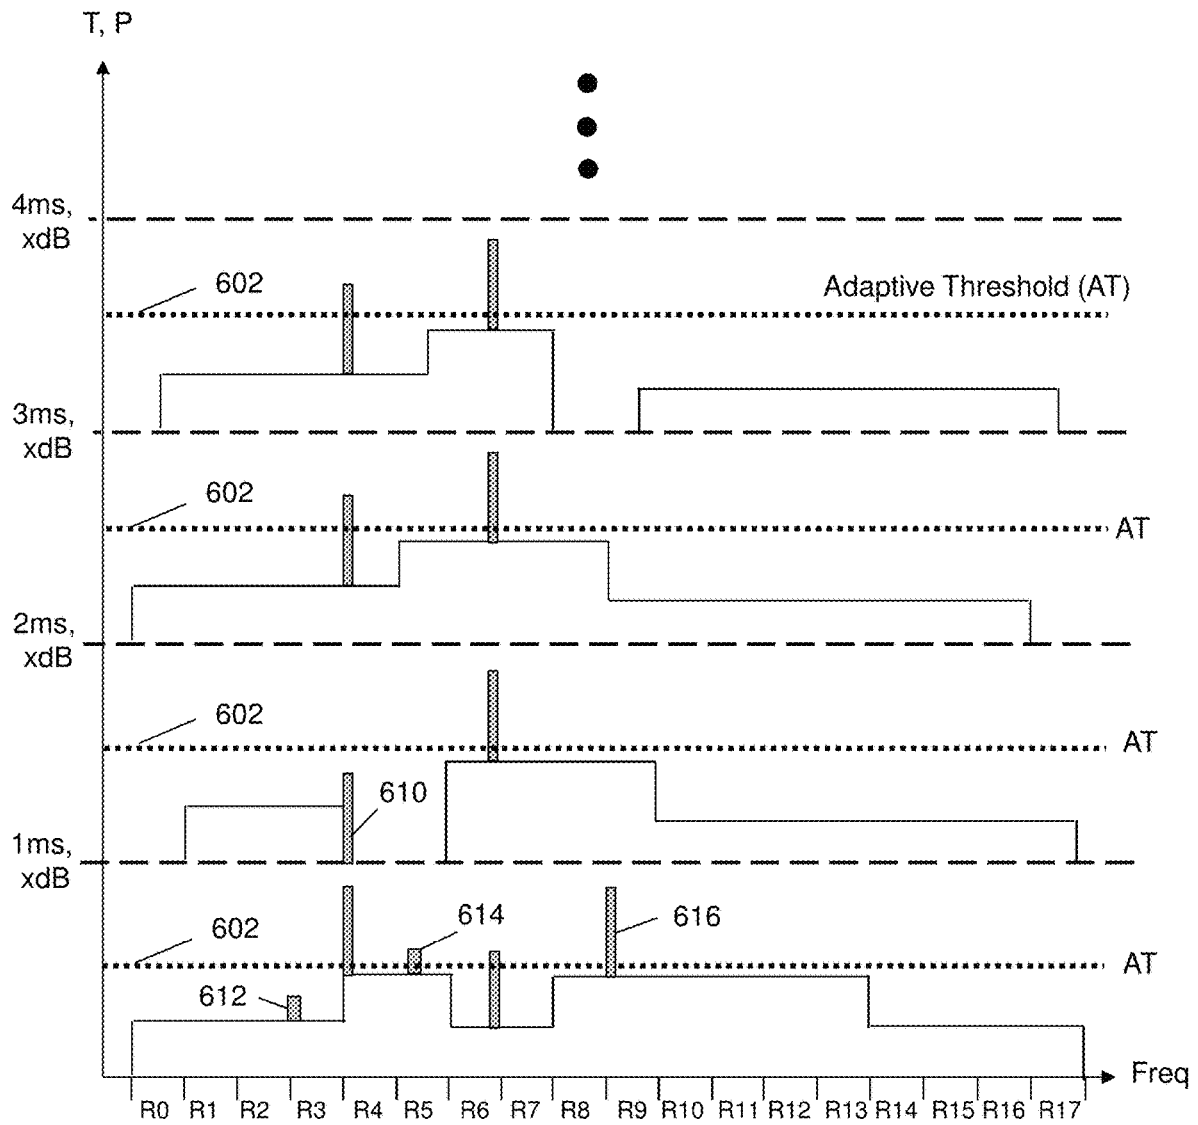 T, P
4ms,
xdB
602
Adaptive Threshold (AT)
3ms,
xdB
602
AT
2ms,
xdB
602
AT
610
1ms,
xdB
602
614
616
AT
612
Freq
R0 R1 R2 R3 R4 R5 R6 R7 R8 R9 R10 R11 R12 R13 R14 R15 R16 R17